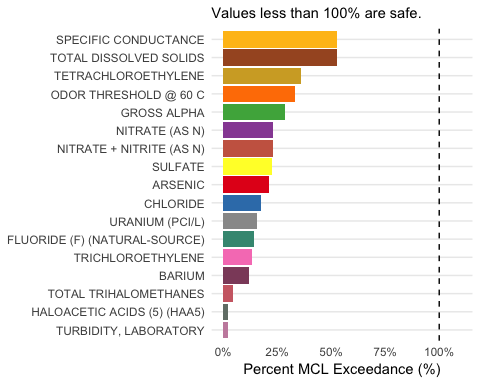 Values less than 100% are safe.
SPECIFIC CONDUCTANCE
TOTAL DISSOLVED SOLIDS
TETRACHLOROETHYLENE
ODOR THRESHOLD @ 60 C
GROSS ALPHA
NITRATE (AS N)
NITRATE + NITRITE (AS N)
SULFATE
ARSENIC
CHLORIDE
URANIUM (PCI/L)
FLUORIDE (F) (NATURAL-SOURCE)
TRICHLOROETHYLENE
BARIUM
TOTAL TRIHALOMETHANES
HALOACETIC ACIDS (5) (HAA5)
TURBIDITY, LABORATORY
0% 25% 50% 75% 100%
Percent MCL Exceedance (%)